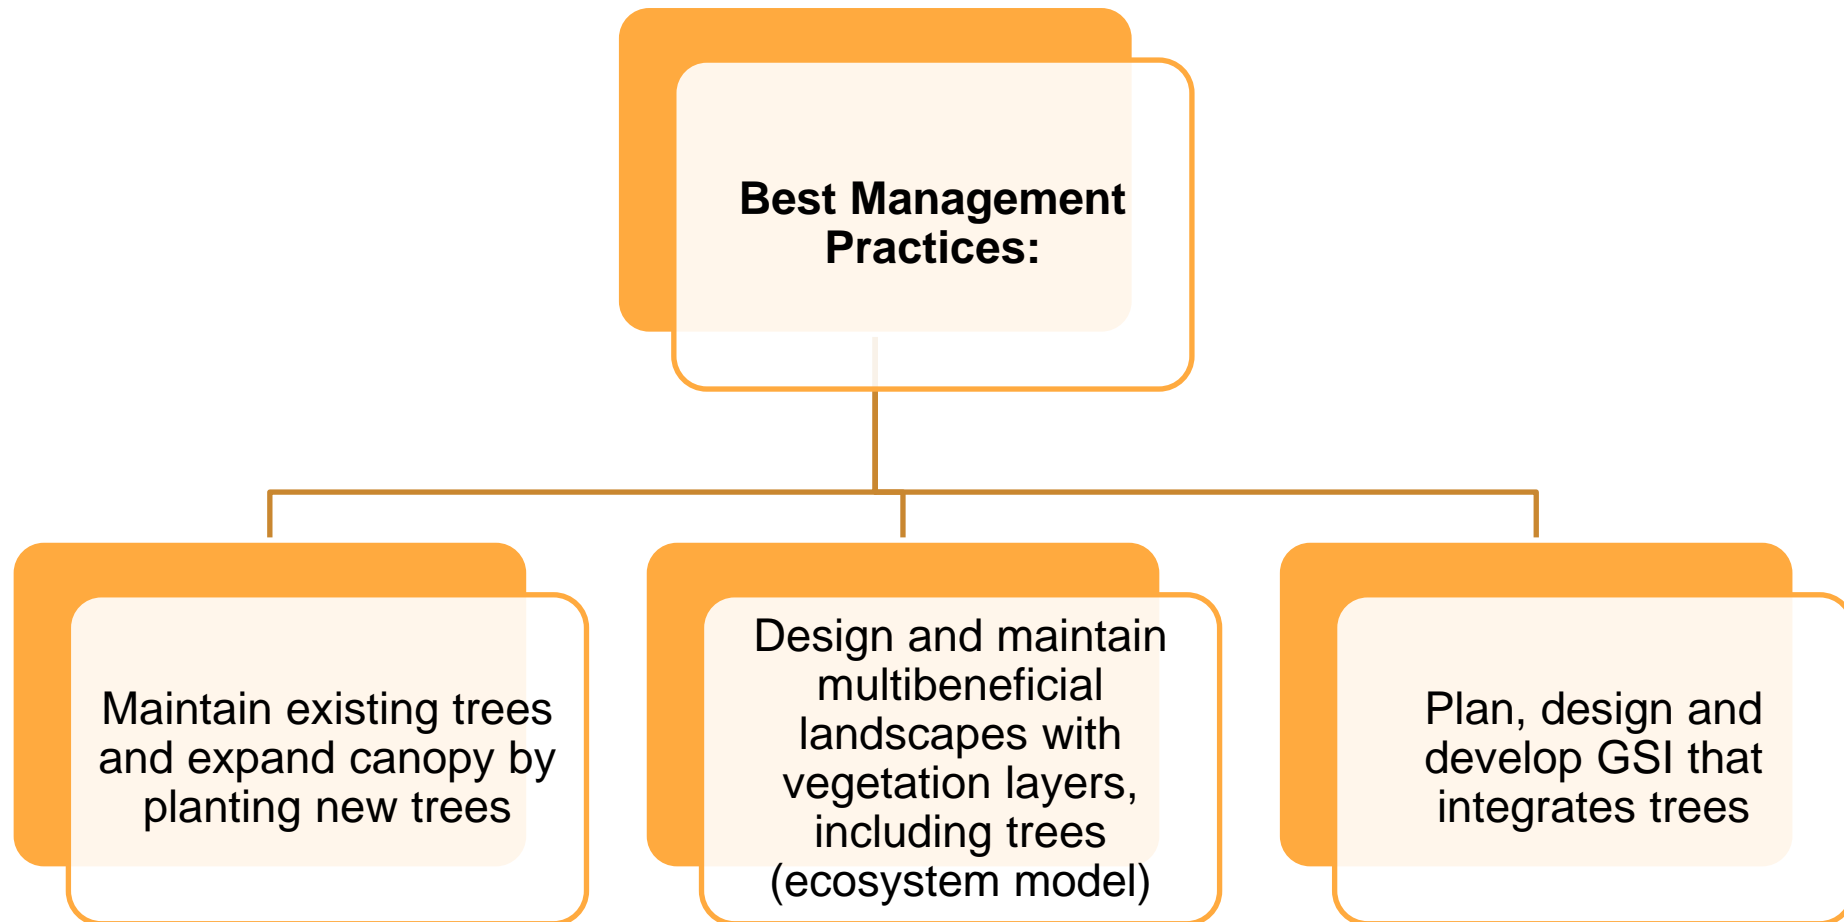 Best Management
Practices:
Maintain existing trees
and expand canopy by
planting new trees
Design and maintain
multibeneficial
landscapes with
vegetation layers,
including trees
(ecosystem model)
Plan, design and
develop GSI that
integrates trees